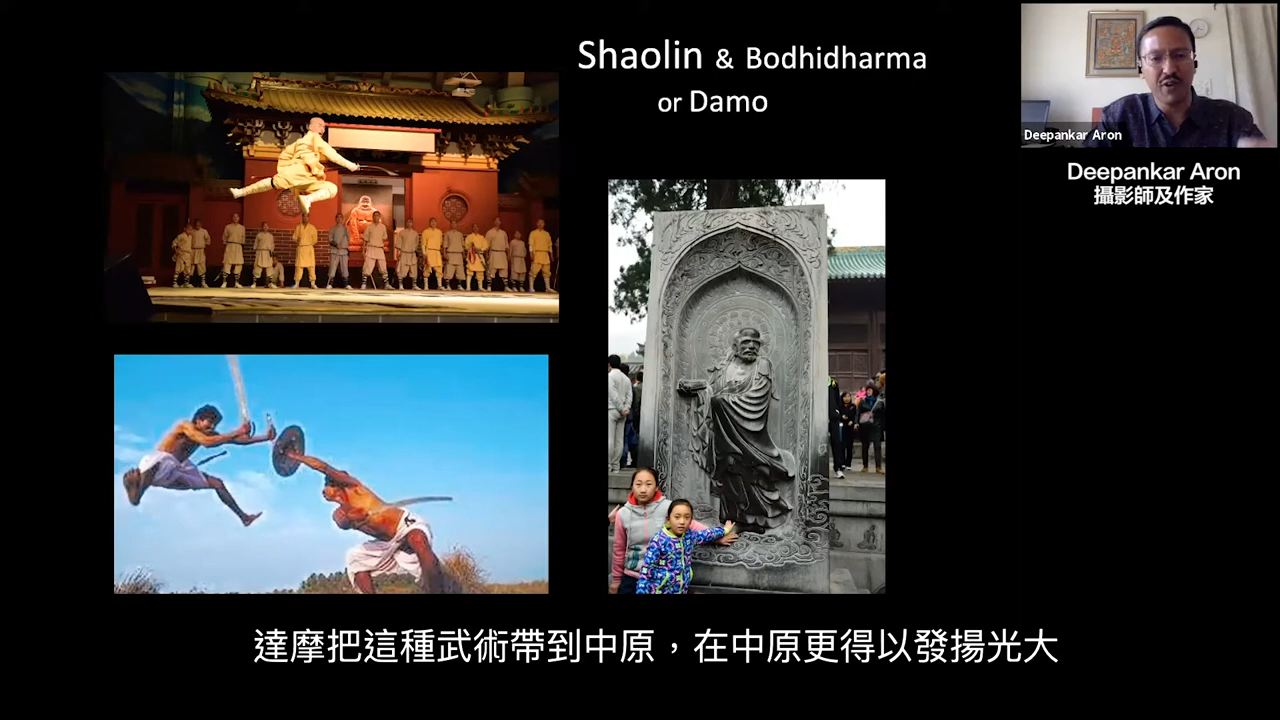 Shaolin & Bodhidharma
or Damo
Deepankar Aron
Deepankar Aron
攝影師及作家
達摩把這種武術帶到中原，在中原更得以發揚光大